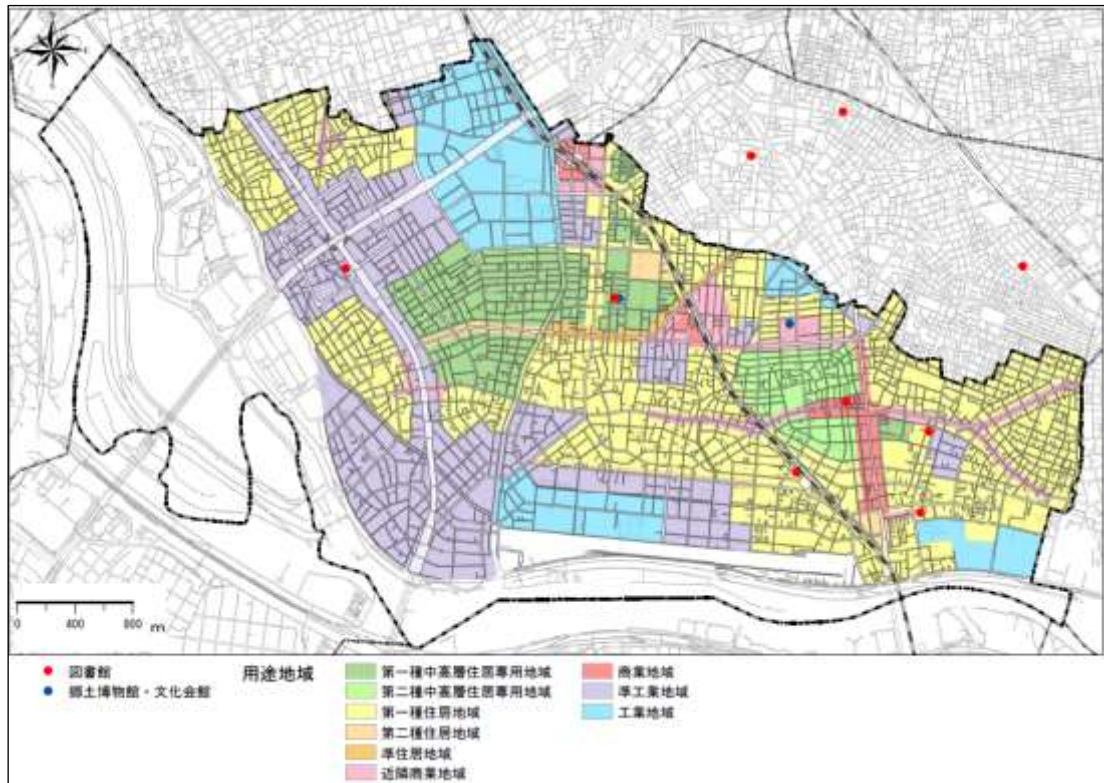 0 400 800 m
図書館
郷土博物館・文化会館
用途地域
第一種中高層住居専用地域
第二種中高層住居専用地域
第一種住居地域
第二種住居地域
準住居地域
近隣商業地域
商業地域
準工業地域
工業地域